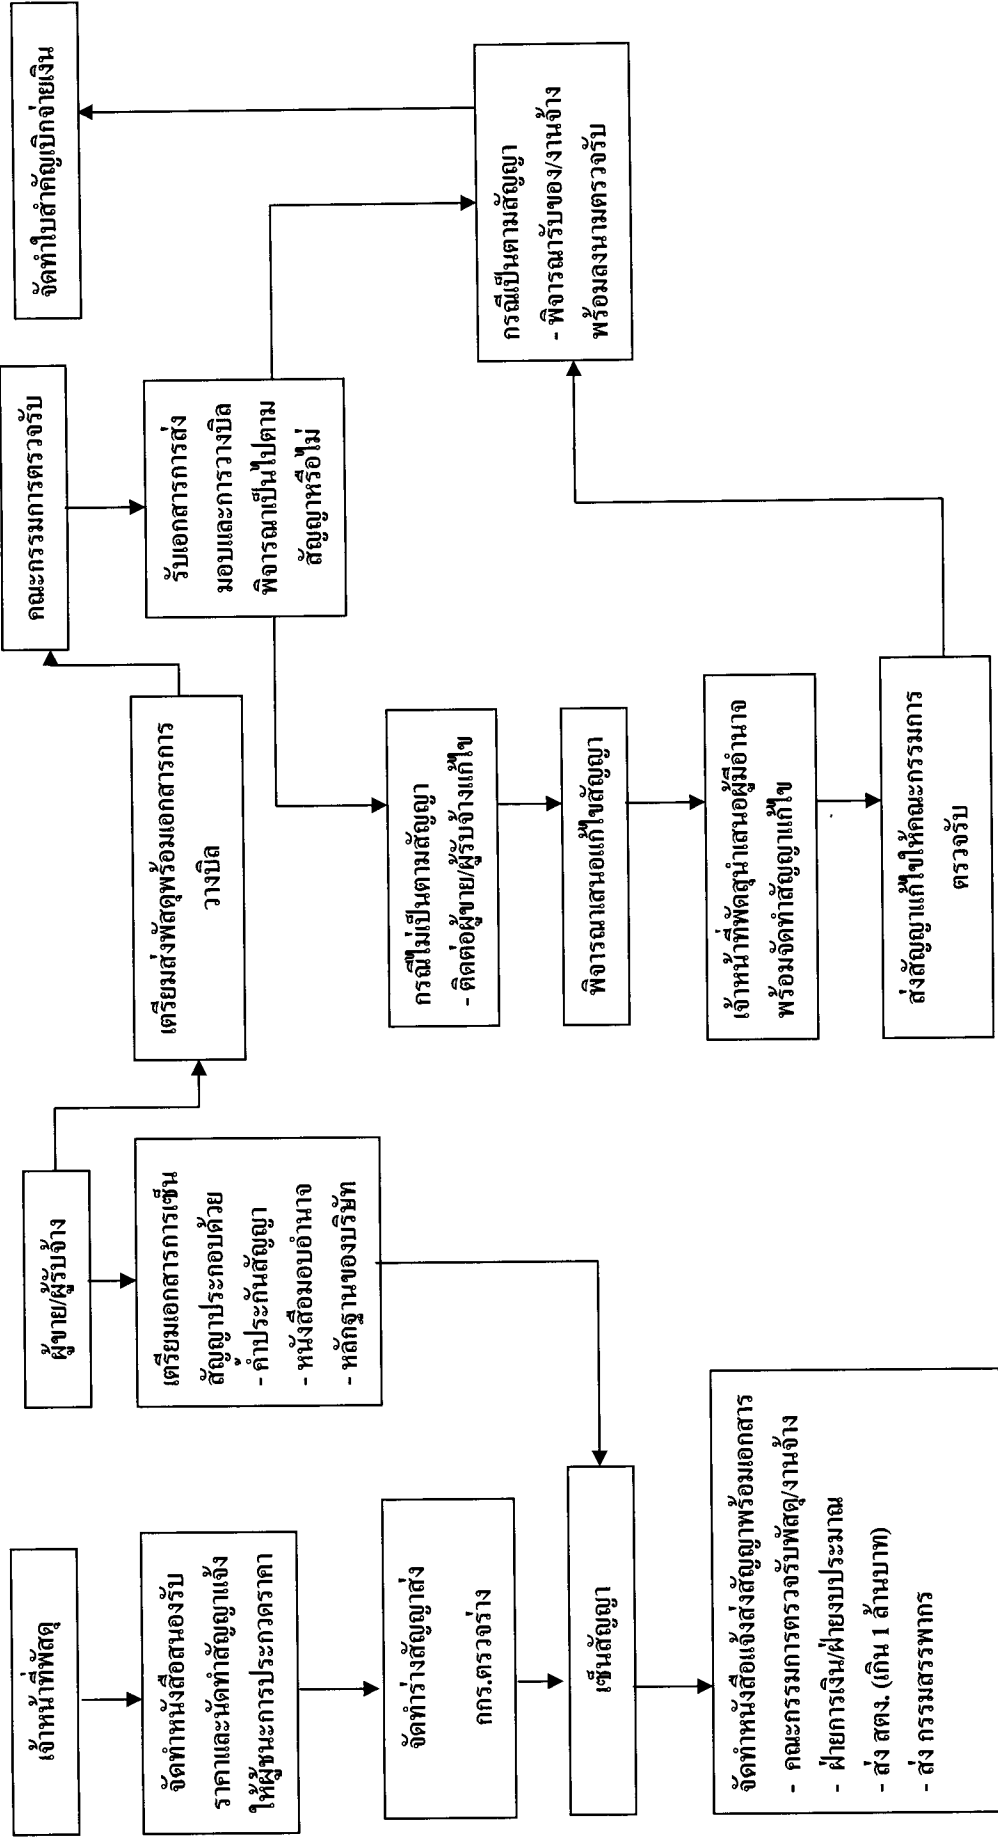 เจ้าหน้าที่พัสดุ
จัดทำหนังสือสนองรับ
ราคาและนัดทำสัญญาแจ้ง
ให้ผู้ชนะการประกวดราคา
จัดทำร่างสัญญาส่ง
กกร.ตรวจร่าง
เซ็นสัญญา
จัดทำหนังสือแจ้งส่งสัญญาพร้อมเอกสาร
- คณะกรรมการตรวจรับพัสดุ/งานจ้าง
- ฝ่ายการเงิน/ฝ่ายงบประมาณ
- ส่ง สตง. (เกิน 1 ล้านบาท)
- ส่ง กรรมสรรพากร
ผู้ขาย/ผู้รับจ้าง
เตรียมเอกสารการเซ็น
สัญญาประกอบด้วย
- ค้ำประกันสัญญา
- หนังสือมอบอำนาจ
- หลักฐานของบริษัท
เตรียมส่งพัสดุพร้อมเอกสารการ
วางบิล
คณะกรรมการตรวจรับ
รับเอกสารการส่ง
มอบและการวางบิล
พิจารณาเป็นไปตาม
สัญญาหรือไม่
กรณีไม่เป็นตามสัญญา
- ติดต่อผู้ขาย/ผู้รับจ้างแก้ไข
พิจารณาเสนอแก้ไขสัญญา
เจ้าหน้าที่พัดสุนำเสนอผู้มีอำนาจ
พร้อมจัดทำสัญญาแก้ไข
ส่งสัญญาแก้ไขให้คณะกรรมการ
ตรวจรับ
กรณีเป็นตามสัญญา
- พิจารณารับของ/งานจ้าง
พร้อมลงนามตรวจรับ
จัดทำใบสำคัญเบิกจ่ายเงิน